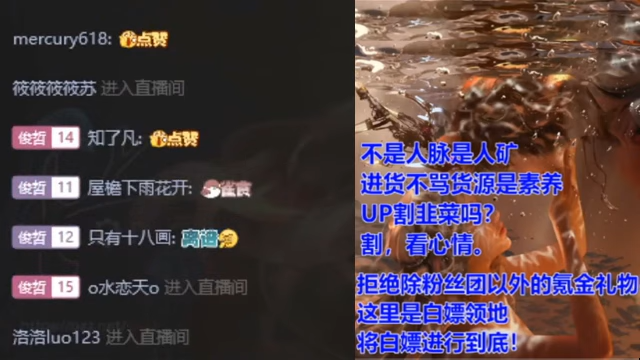 mercury618: 点赞
筱筱筱筱苏 进入直播间
俊哲 14 知了凡: 点赞
俊哲 11 屋檐下雨花开:
俊哲 12 只有十八画: 离谱
俊哲 15 o水恋天o 进入直播间
洛洛luo123 进入直播间
不是人脉是人矿
进货不骂货源是素养
UP割韭菜吗？
割，看心情。
拒绝除粉丝团以外的氪金礼物
这里是白嫖领地
将白嫖进行到底！